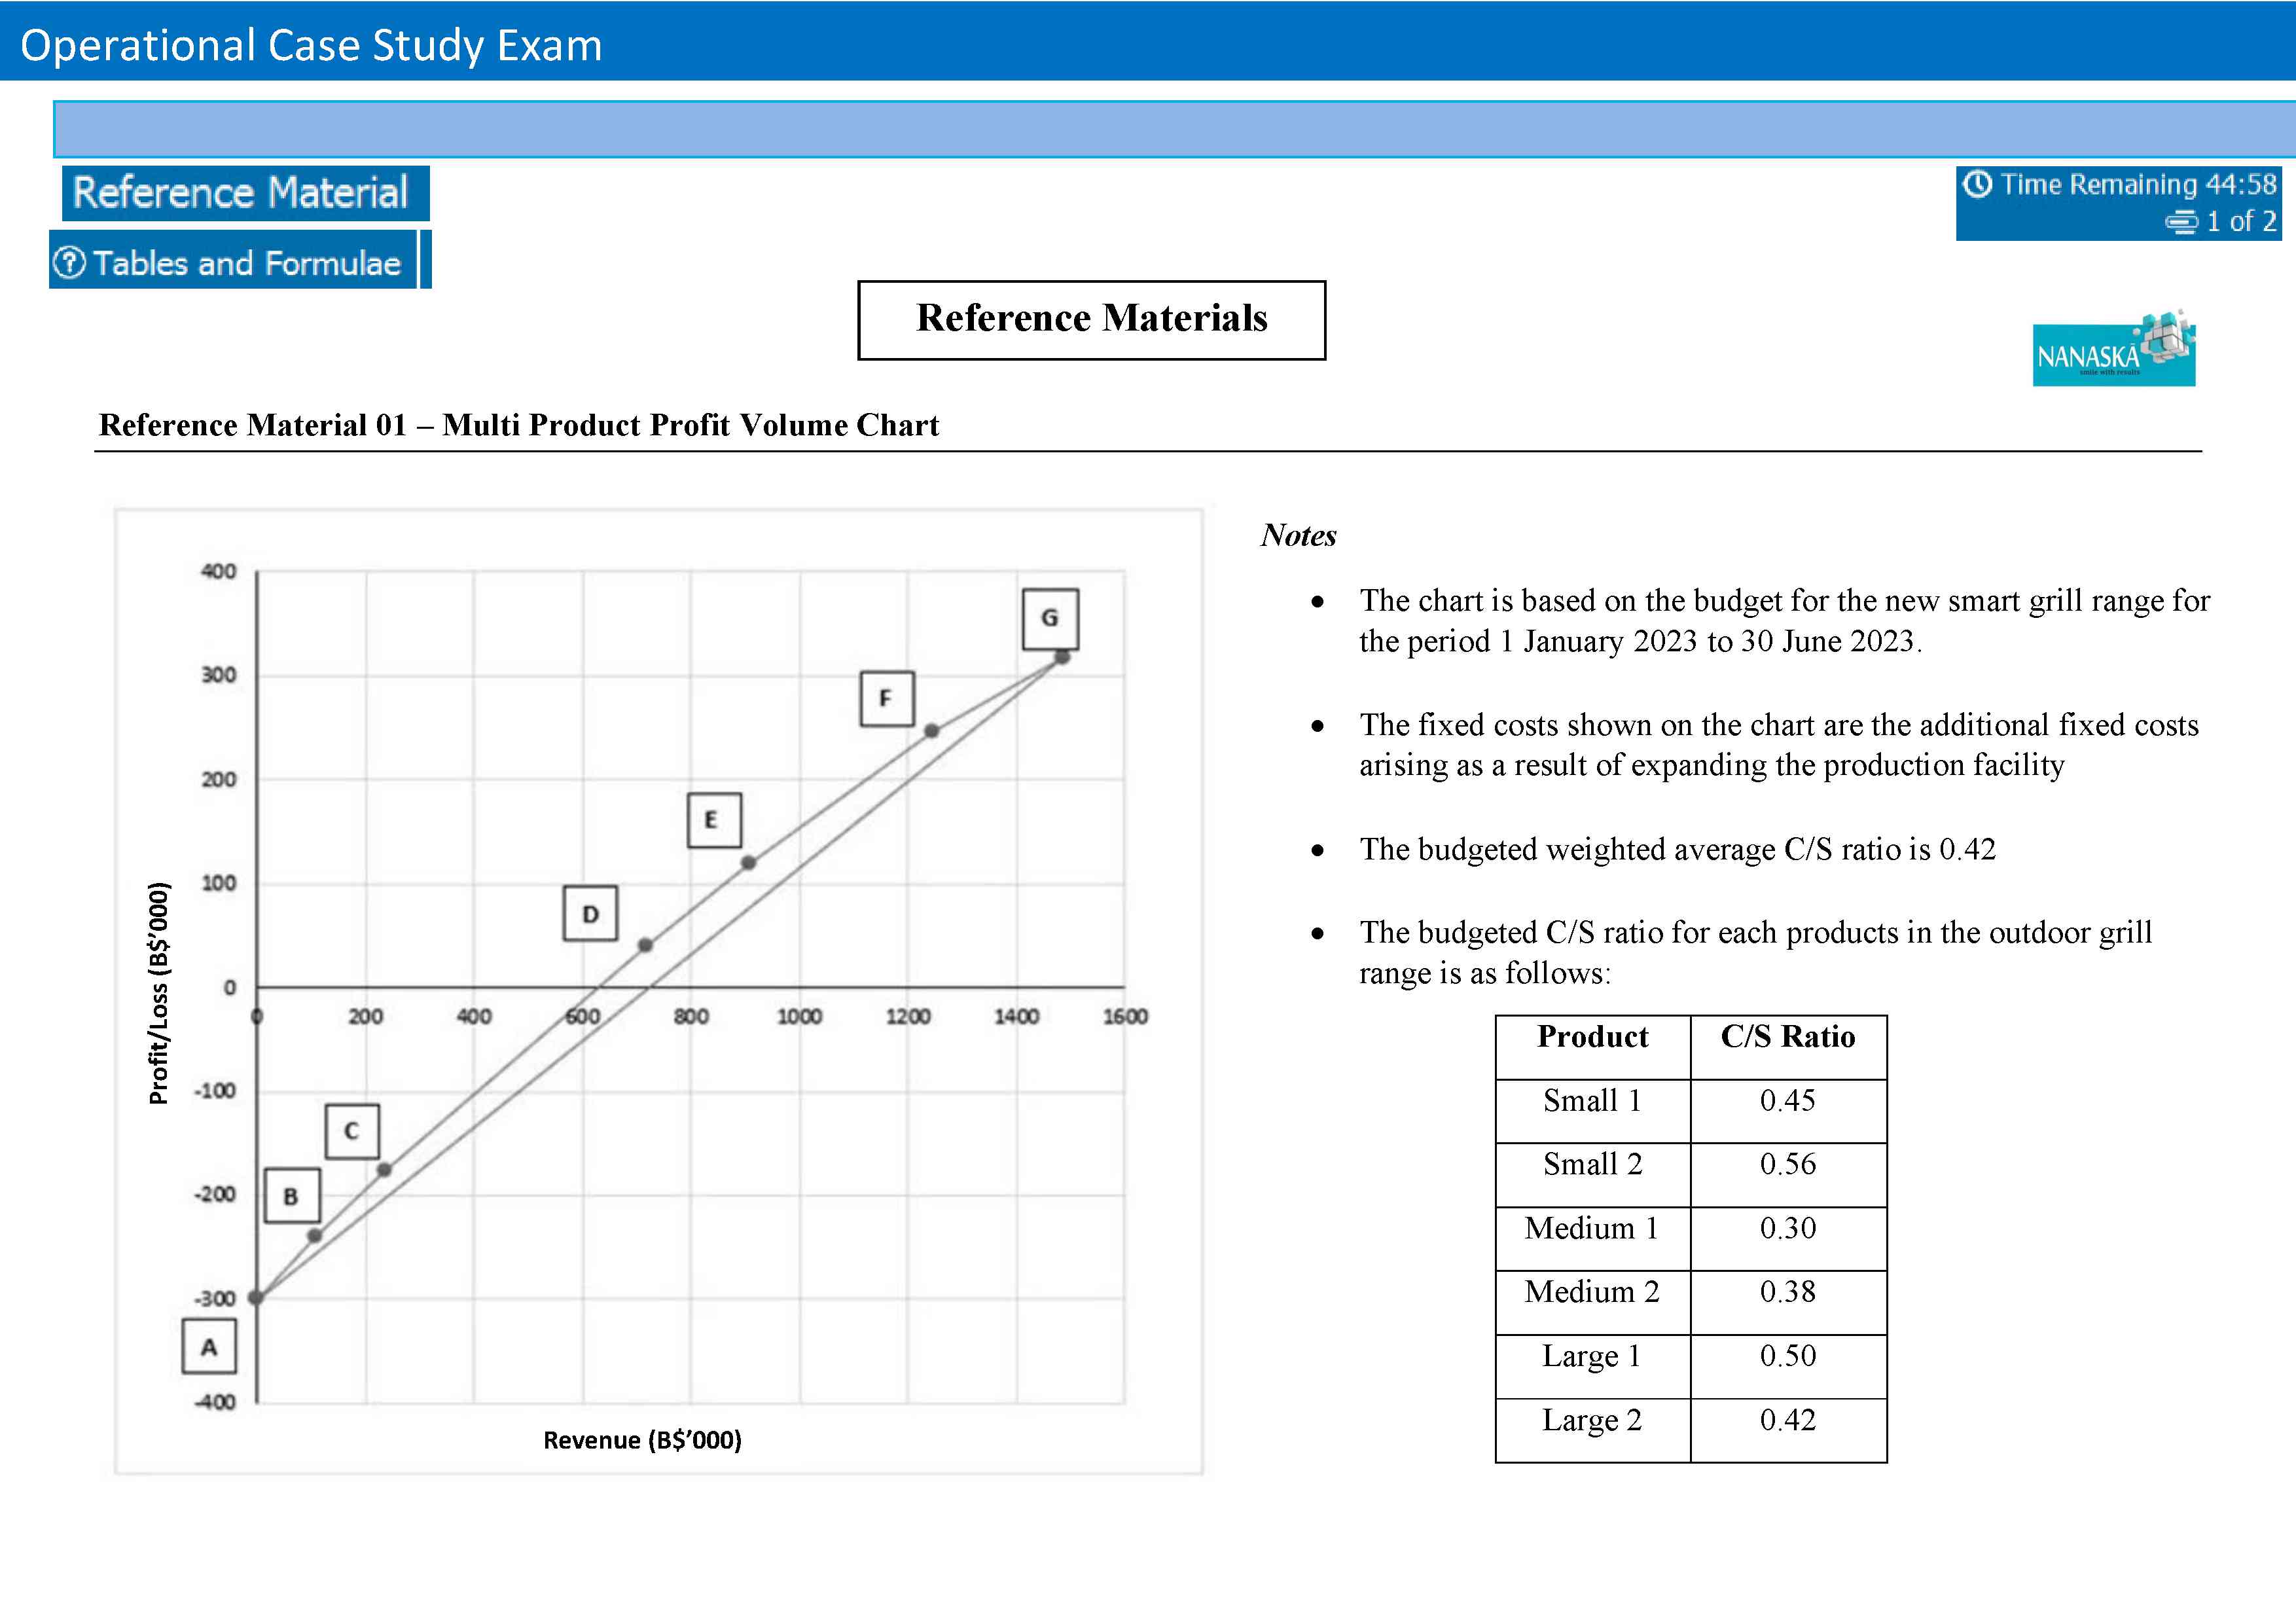 Operational Case Study Exam
Reference Material
Time Remaining 44:58
1 of 2
? Tables and Formulae
Reference Materials
NANASKĀ
smile with results
Reference Material 01 – Multi Product Profit Volume Chart
400
300
200
100
0
-100
-200
-300
-400
0
200
400
600
800
1000
1200
1400
1600
A
B
C
D
E
F
G
Profit/Loss (B$’000)
Revenue (B$’000)
Notes
• The chart is based on the budget for the new smart grill range for
the period 1 January 2023 to 30 June 2023.
• The fixed costs shown on the chart are the additional fixed costs
arising as a result of expanding the production facility
• The budgeted weighted average C/S ratio is 0.42
• The budgeted C/S ratio for each products in the outdoor grill
range is as follows:
Product C/S Ratio
Small 1 0.45
Small 2 0.56
Medium 1 0.30
Medium 2 0.38
Large 1 0.50
Large 2 0.42